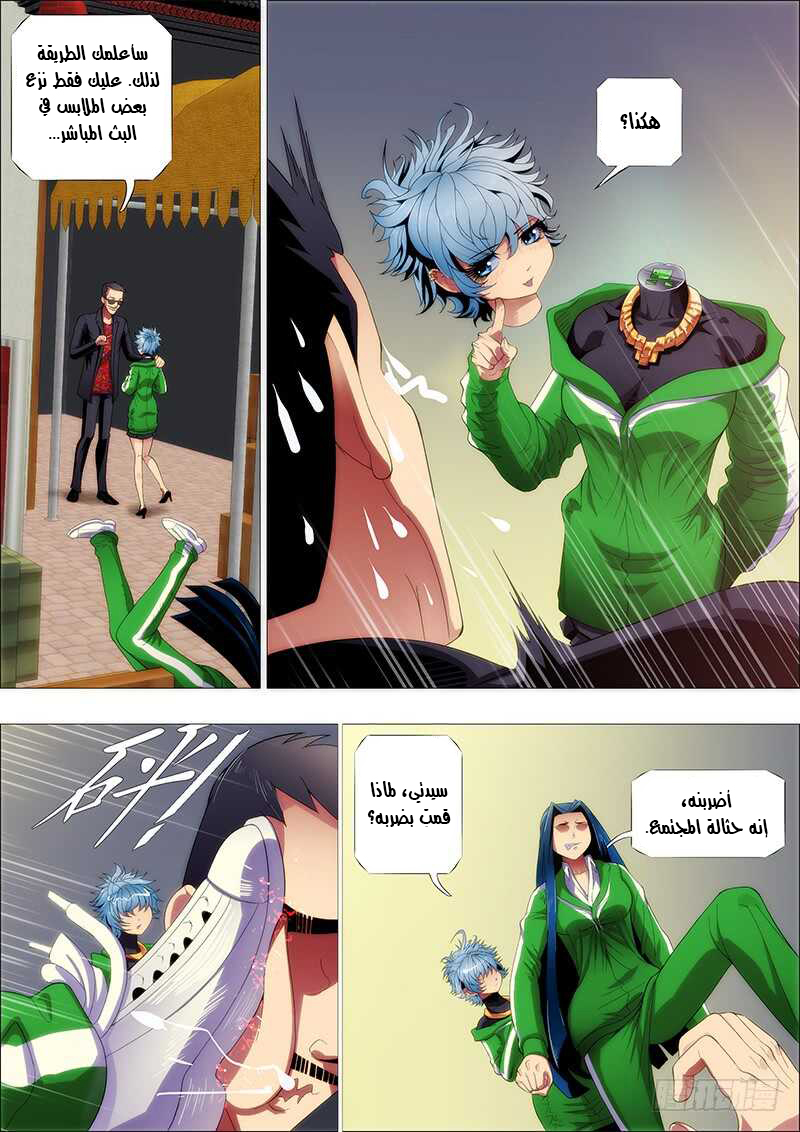 سأعلمك الطريقة
لذلك. عليك فقط نزع
بعض الملابس في
البث المباشر...
هكذا؟
砰!
سيدتي، لماذا
قمتِ بضربه؟
أضربنه،
إنه حثالة المجتمع.